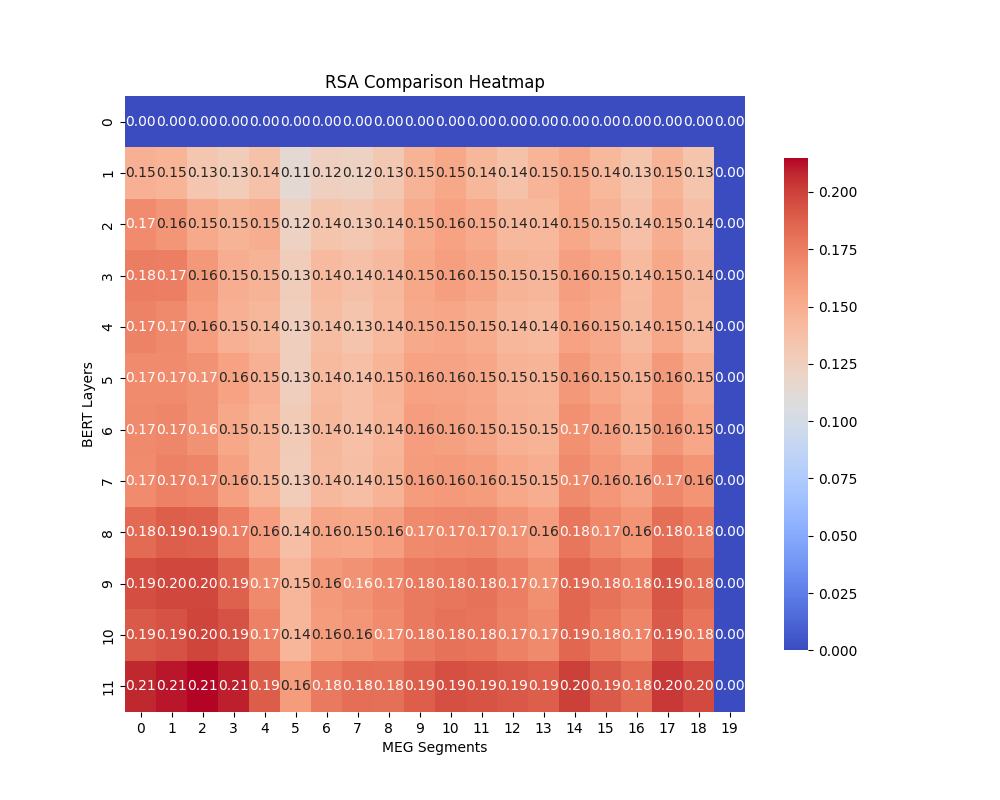 RSA Comparison Heatmap
0 0.00 0.00 0.00 0.00 0.00 0.00 0.00 0.00 0.00 0.00 0.00 0.00 0.00 0.00 0.00 0.00 0.00 0.00 0.00 0.00
1 0.15 0.15 0.13 0.13 0.14 0.11 0.12 0.12 0.13 0.15 0.15 0.14 0.14 0.15 0.15 0.14 0.13 0.15 0.13 0.00
2 0.17 0.16 0.15 0.15 0.15 0.12 0.14 0.13 0.14 0.15 0.16 0.15 0.14 0.14 0.15 0.15 0.14 0.15 0.14 0.00
3 0.18 0.17 0.16 0.15 0.15 0.13 0.14 0.14 0.14 0.15 0.16 0.15 0.15 0.15 0.16 0.15 0.14 0.15 0.14 0.00
4 0.17 0.17 0.16 0.15 0.14 0.13 0.14 0.13 0.14 0.15 0.15 0.15 0.14 0.14 0.16 0.15 0.14 0.15 0.14 0.00
5 0.17 0.17 0.17 0.16 0.15 0.13 0.14 0.14 0.15 0.16 0.16 0.15 0.15 0.15 0.16 0.15 0.15 0.16 0.15 0.00
6 0.17 0.17 0.16 0.15 0.15 0.13 0.14 0.14 0.14 0.16 0.16 0.15 0.15 0.15 0.17 0.16 0.15 0.16 0.15 0.00
7 0.17 0.17 0.17 0.16 0.15 0.13 0.14 0.14 0.15 0.16 0.16 0.16 0.15 0.15 0.17 0.16 0.16 0.17 0.16 0.00
8 0.18 0.19 0.19 0.17 0.16 0.14 0.16 0.15 0.16 0.17 0.17 0.17 0.17 0.16 0.18 0.17 0.16 0.18 0.18 0.00
9 0.19 0.20 0.20 0.19 0.17 0.15 0.16 0.16 0.17 0.18 0.18 0.18 0.17 0.17 0.19 0.18 0.18 0.19 0.18 0.00
10 0.19 0.19 0.20 0.19 0.17 0.14 0.16 0.16 0.17 0.18 0.18 0.18 0.17 0.17 0.19 0.18 0.17 0.19 0.18 0.00
11 0.21 0.21 0.21 0.21 0.19 0.16 0.18 0.18 0.18 0.19 0.19 0.19 0.19 0.19 0.20 0.19 0.18 0.20 0.20 0.00
0 1 2 3 4 5 6 7 8 9 10 11 12 13 14 15 16 17 18 19
MEG Segments
BERT Layers
0.200
0.175
0.150
0.125
0.100
0.075
0.050
0.025
0.000